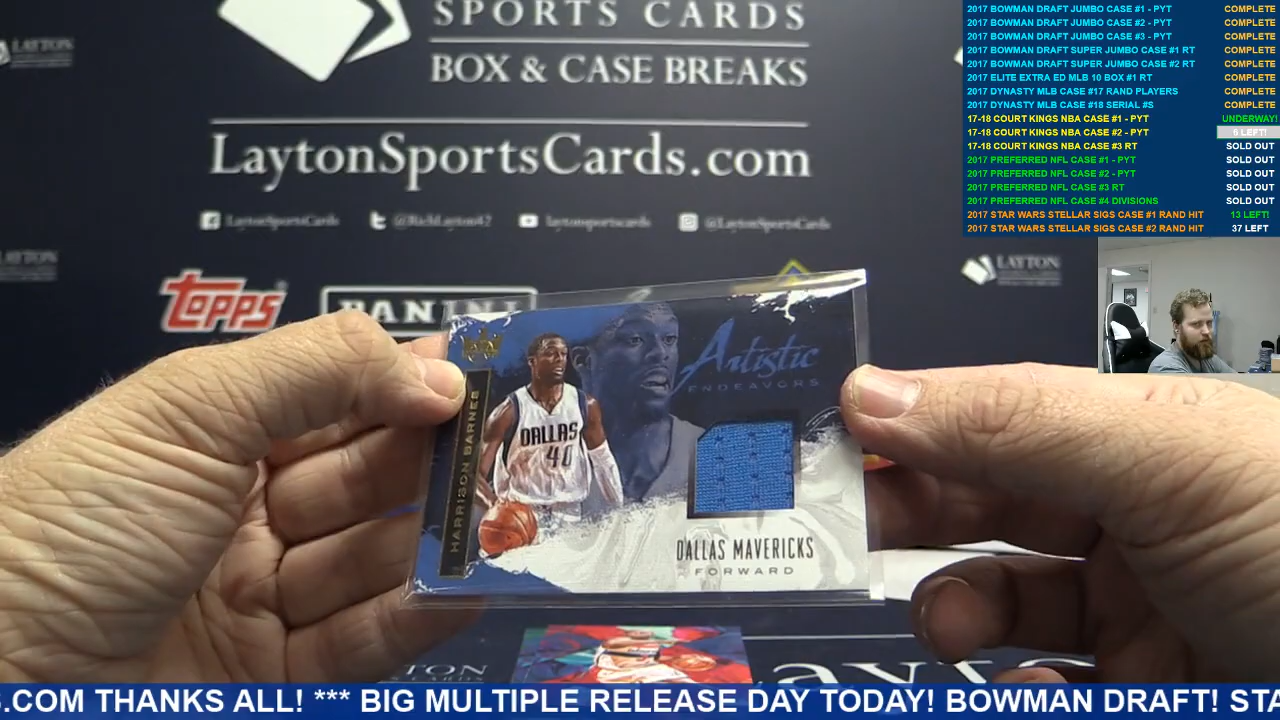 SPORTS CARDS
BOX & CASE BREAKS
LaytonSportsCards.com
LaytonSportsCards
@RichLayton42
laytonsportscards
@LaytonSportsCards
LAYTON
LAYTON
TOPPS
PANINI
HARRISON BARNES
DALLAS
40
Artistic
ENDEAVORS
DALLAS MAVERICKS
FORWARD
2017 BOWMAN DRAFT JUMBO CASE #1 - PYT COMPLETE
2017 BOWMAN DRAFT JUMBO CASE #2 - PYT COMPLETE
2017 BOWMAN DRAFT JUMBO CASE #3 - PYT COMPLETE
2017 BOWMAN DRAFT SUPER JUMBO CASE #1 RT COMPLETE
2017 BOWMAN DRAFT SUPER JUMBO CASE #2 RT COMPLETE
2017 ELITE EXTRA ED MLB 10 BOX #1 RT COMPLETE
2017 DYNASTY MLB CASE #17 RAND PLAYERS COMPLETE
2017 DYNASTY MLB CASE #18 SERIAL #S COMPLETE
17-18 COURT KINGS NBA CASE #1 - PYT UNDERWAY!
17-18 COURT KINGS NBA CASE #2 - PYT 6 LEFT!
17-18 COURT KINGS NBA CASE #3 RT SOLD OUT
2017 PREFERRED NFL CASE #1 - PYT SOLD OUT
2017 PREFERRED NFL CASE #2 - PYT SOLD OUT
2017 PREFERRED NFL CASE #3 RT SOLD OUT
2017 PREFERRED NFL CASE #4 DIVISIONS SOLD OUT
2017 STAR WARS STELLAR SIGS CASE #1 RAND HIT 13 LEFT!
2017 STAR WARS STELLAR SIGS CASE #2 RAND HIT 37 LEFT
S.COM THANKS ALL! *** BIG MULTIPLE RELEASE DAY TODAY! BOWMAN DRAFT! STA